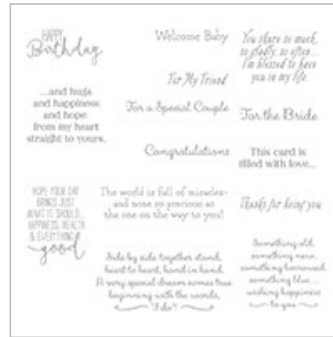 HAPPY
Birthday
Welcome Baby
You share so much,
so gladly, so often...
I'm blessed to have
you in my life.
For My Friend
...and hugs
and happiness
and hope
from my heart
straight to yours.
For a Special Couple
For the Bride
Congratulations
This card is
filled with love...
HOPE YOUR DAY
BRINGS JUST
WHAT IT SHOULD...
HAPPINESS, HEALTH
& EVERYTHING
good
The world is full of miracles-
and none so precious as
the one on the way to you!
Thanks for being you
Side by side together stand,
heart to heart, hand in hand.
A very special dream comes true
beginning with the words,
"I do"!
Something old,
something new,
something borrowed,
something blue...
wishing happiness
to you